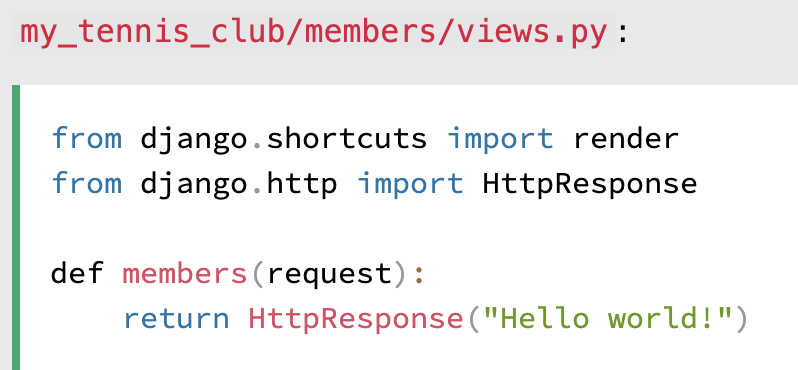 my_tennis_club/members/views.py:
from django.shortcuts import render
from django.http import HttpResponse
def members(request):
    return HttpResponse("Hello world!")